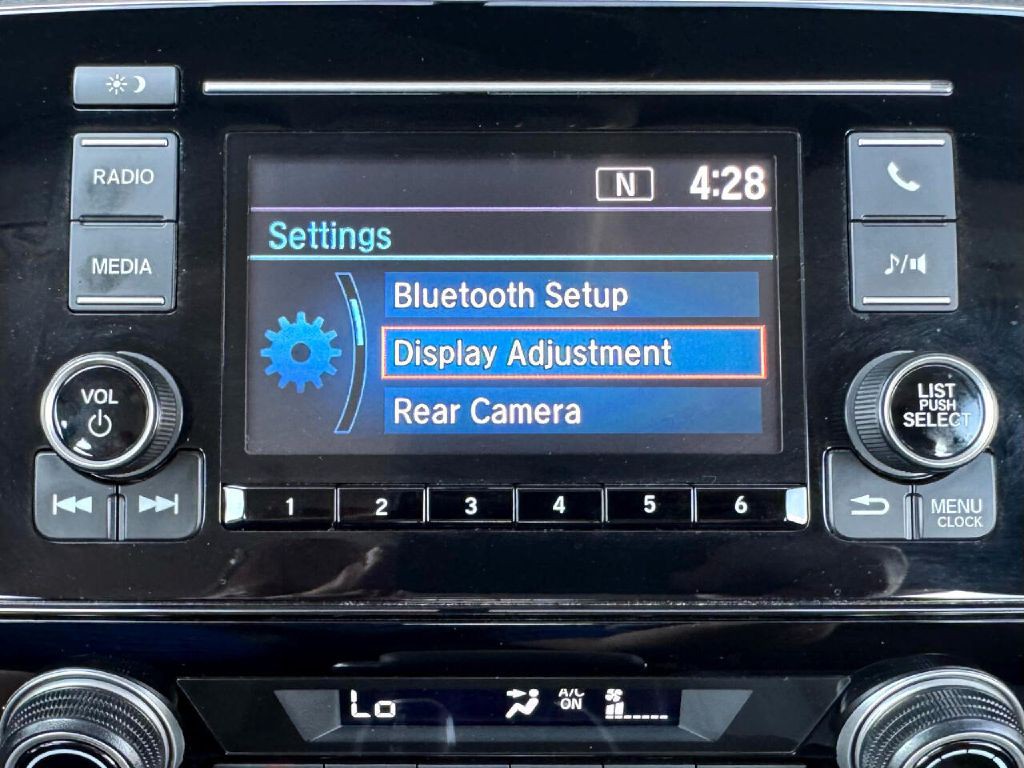 RADIO
MEDIA
N 4:28
Settings
Bluetooth Setup
Display Adjustment
Rear Camera
VOL
LIST
PUSH
SELECT
1 2 3 4 5 6
MENU
CLOCK
Lo
A/C
ON